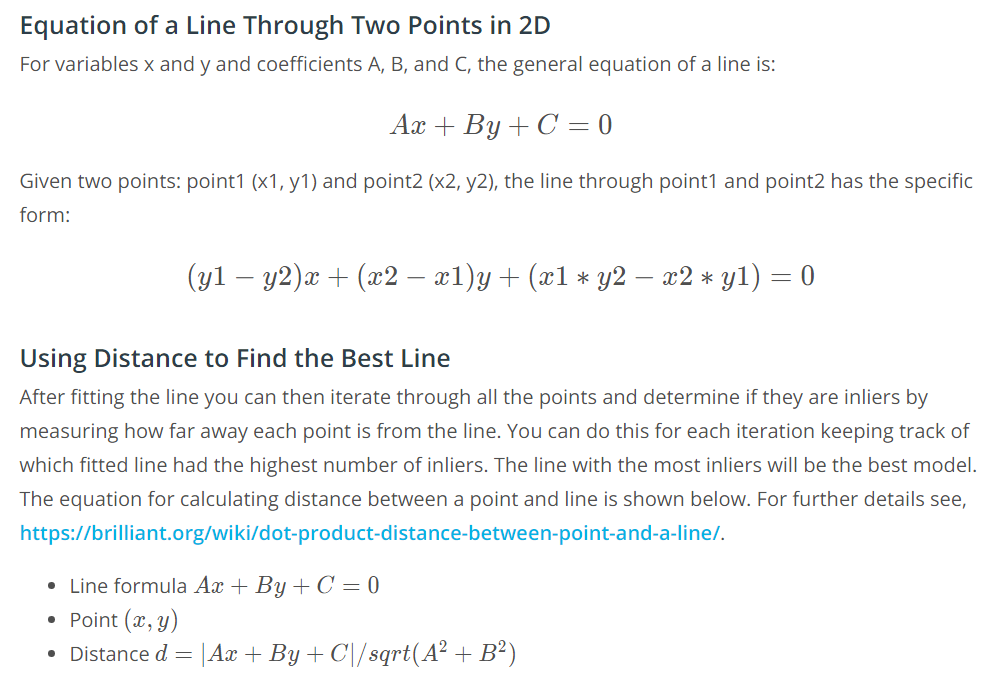 Equation of a Line Through Two Points in 2D
For variables x and y and coefficients A, B, and C, the general equation of a line is:
Ax + By + C = 0
Given two points: point1 (x1, y1) and point2 (x2, y2), the line through point1 and point2 has the specific
form:
(y1 − y2)x + (x2 − x1)y + (x1 ∗ y2 − x2 ∗ y1) = 0
Using Distance to Find the Best Line
After fitting the line you can then iterate through all the points and determine if they are inliers by
measuring how far away each point is from the line. You can do this for each iteration keeping track of
which fitted line had the highest number of inliers. The line with the most inliers will be the best model.
The equation for calculating distance between a point and line is shown below. For further details see,
https://brilliant.org/wiki/dot-product-distance-between-point-and-a-line/.
• Line formula Ax + By + C = 0
• Point (x, y)
• Distance d = |Ax + By + C|/sqrt(A² + B²)